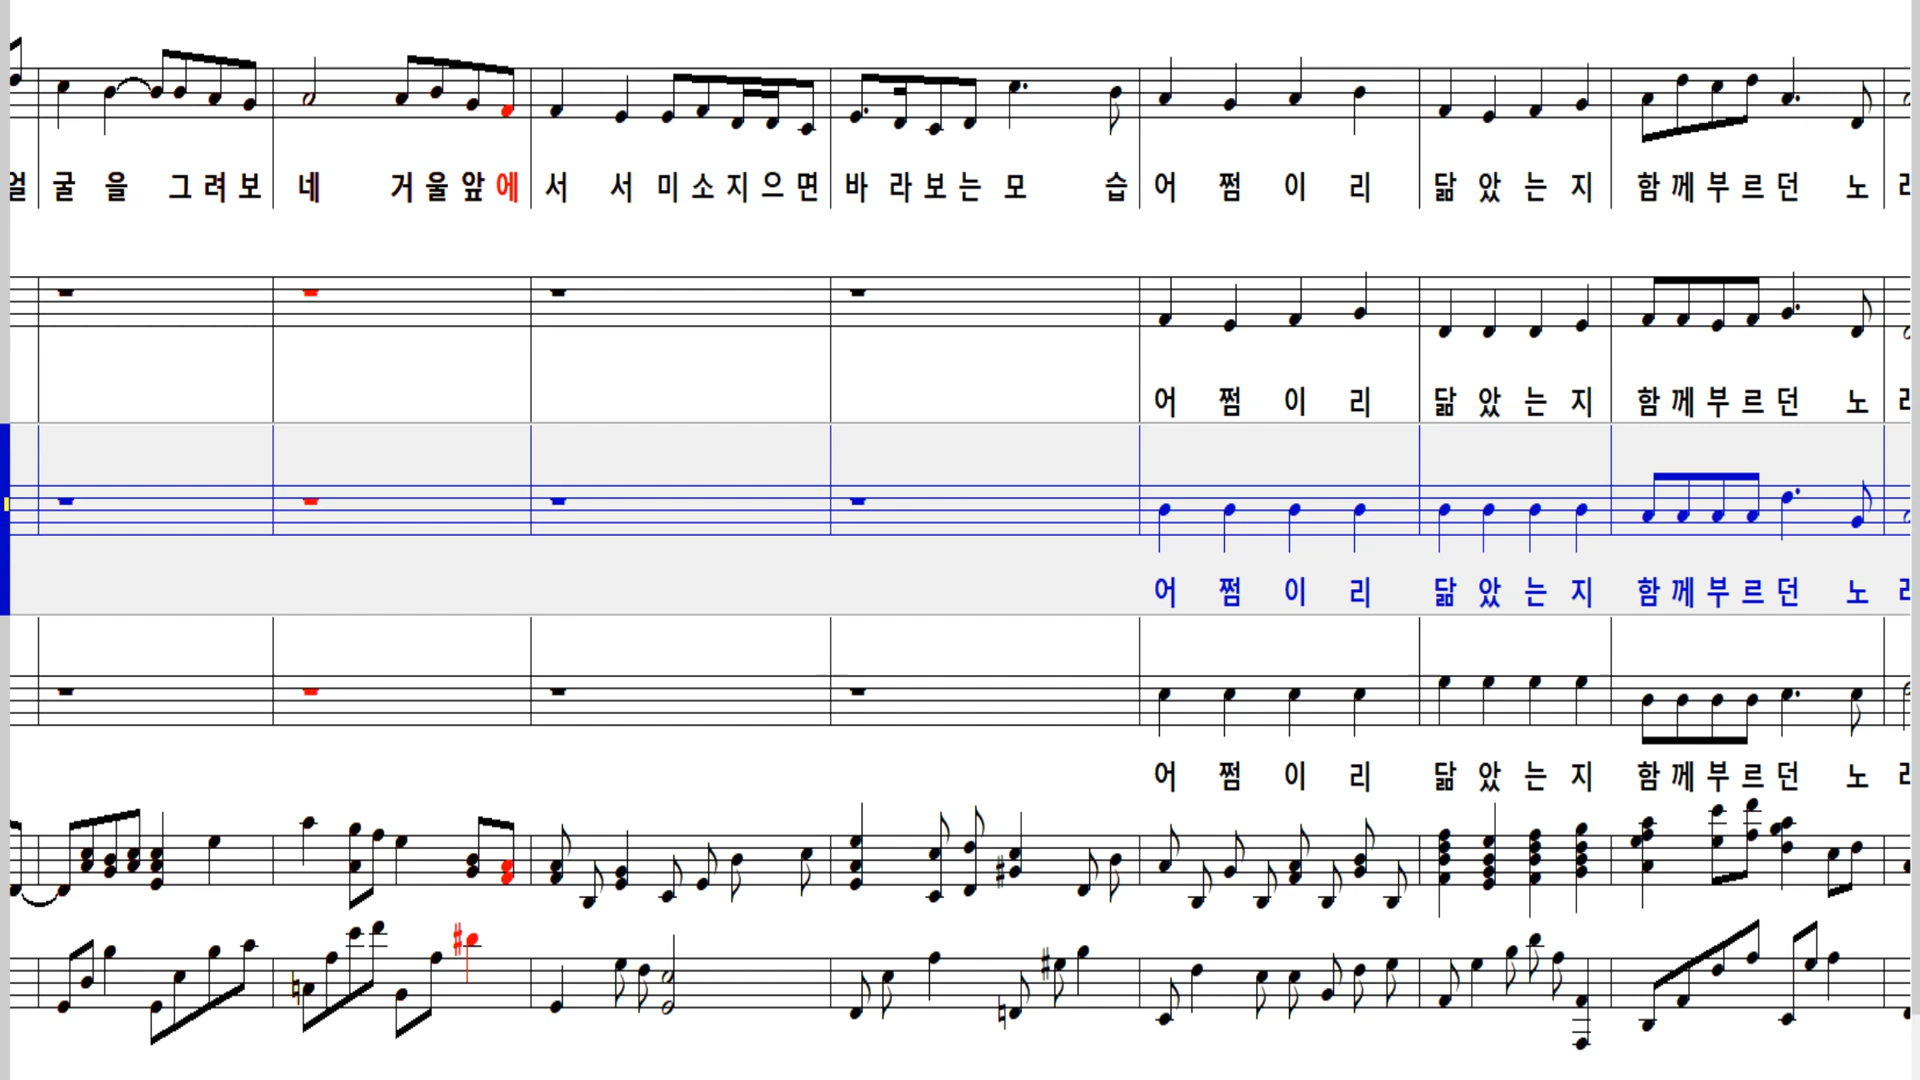 얼 굴 을 그 려 보 네 거 울 앞 에 서 서 미 소 지 으 면 바 라 보 는 모 습 어 쩜 이 리 닮 았 는 지 함 께 부 르 던 노
어 쩜 이 리 닮 았 는 지 함 께 부 르 던 노
어 쩜 이 리 닮 았 는 지 함 께 부 르 던 노
어 쩜 이 리 닮 았 는 지 함 께 부 르 던 노